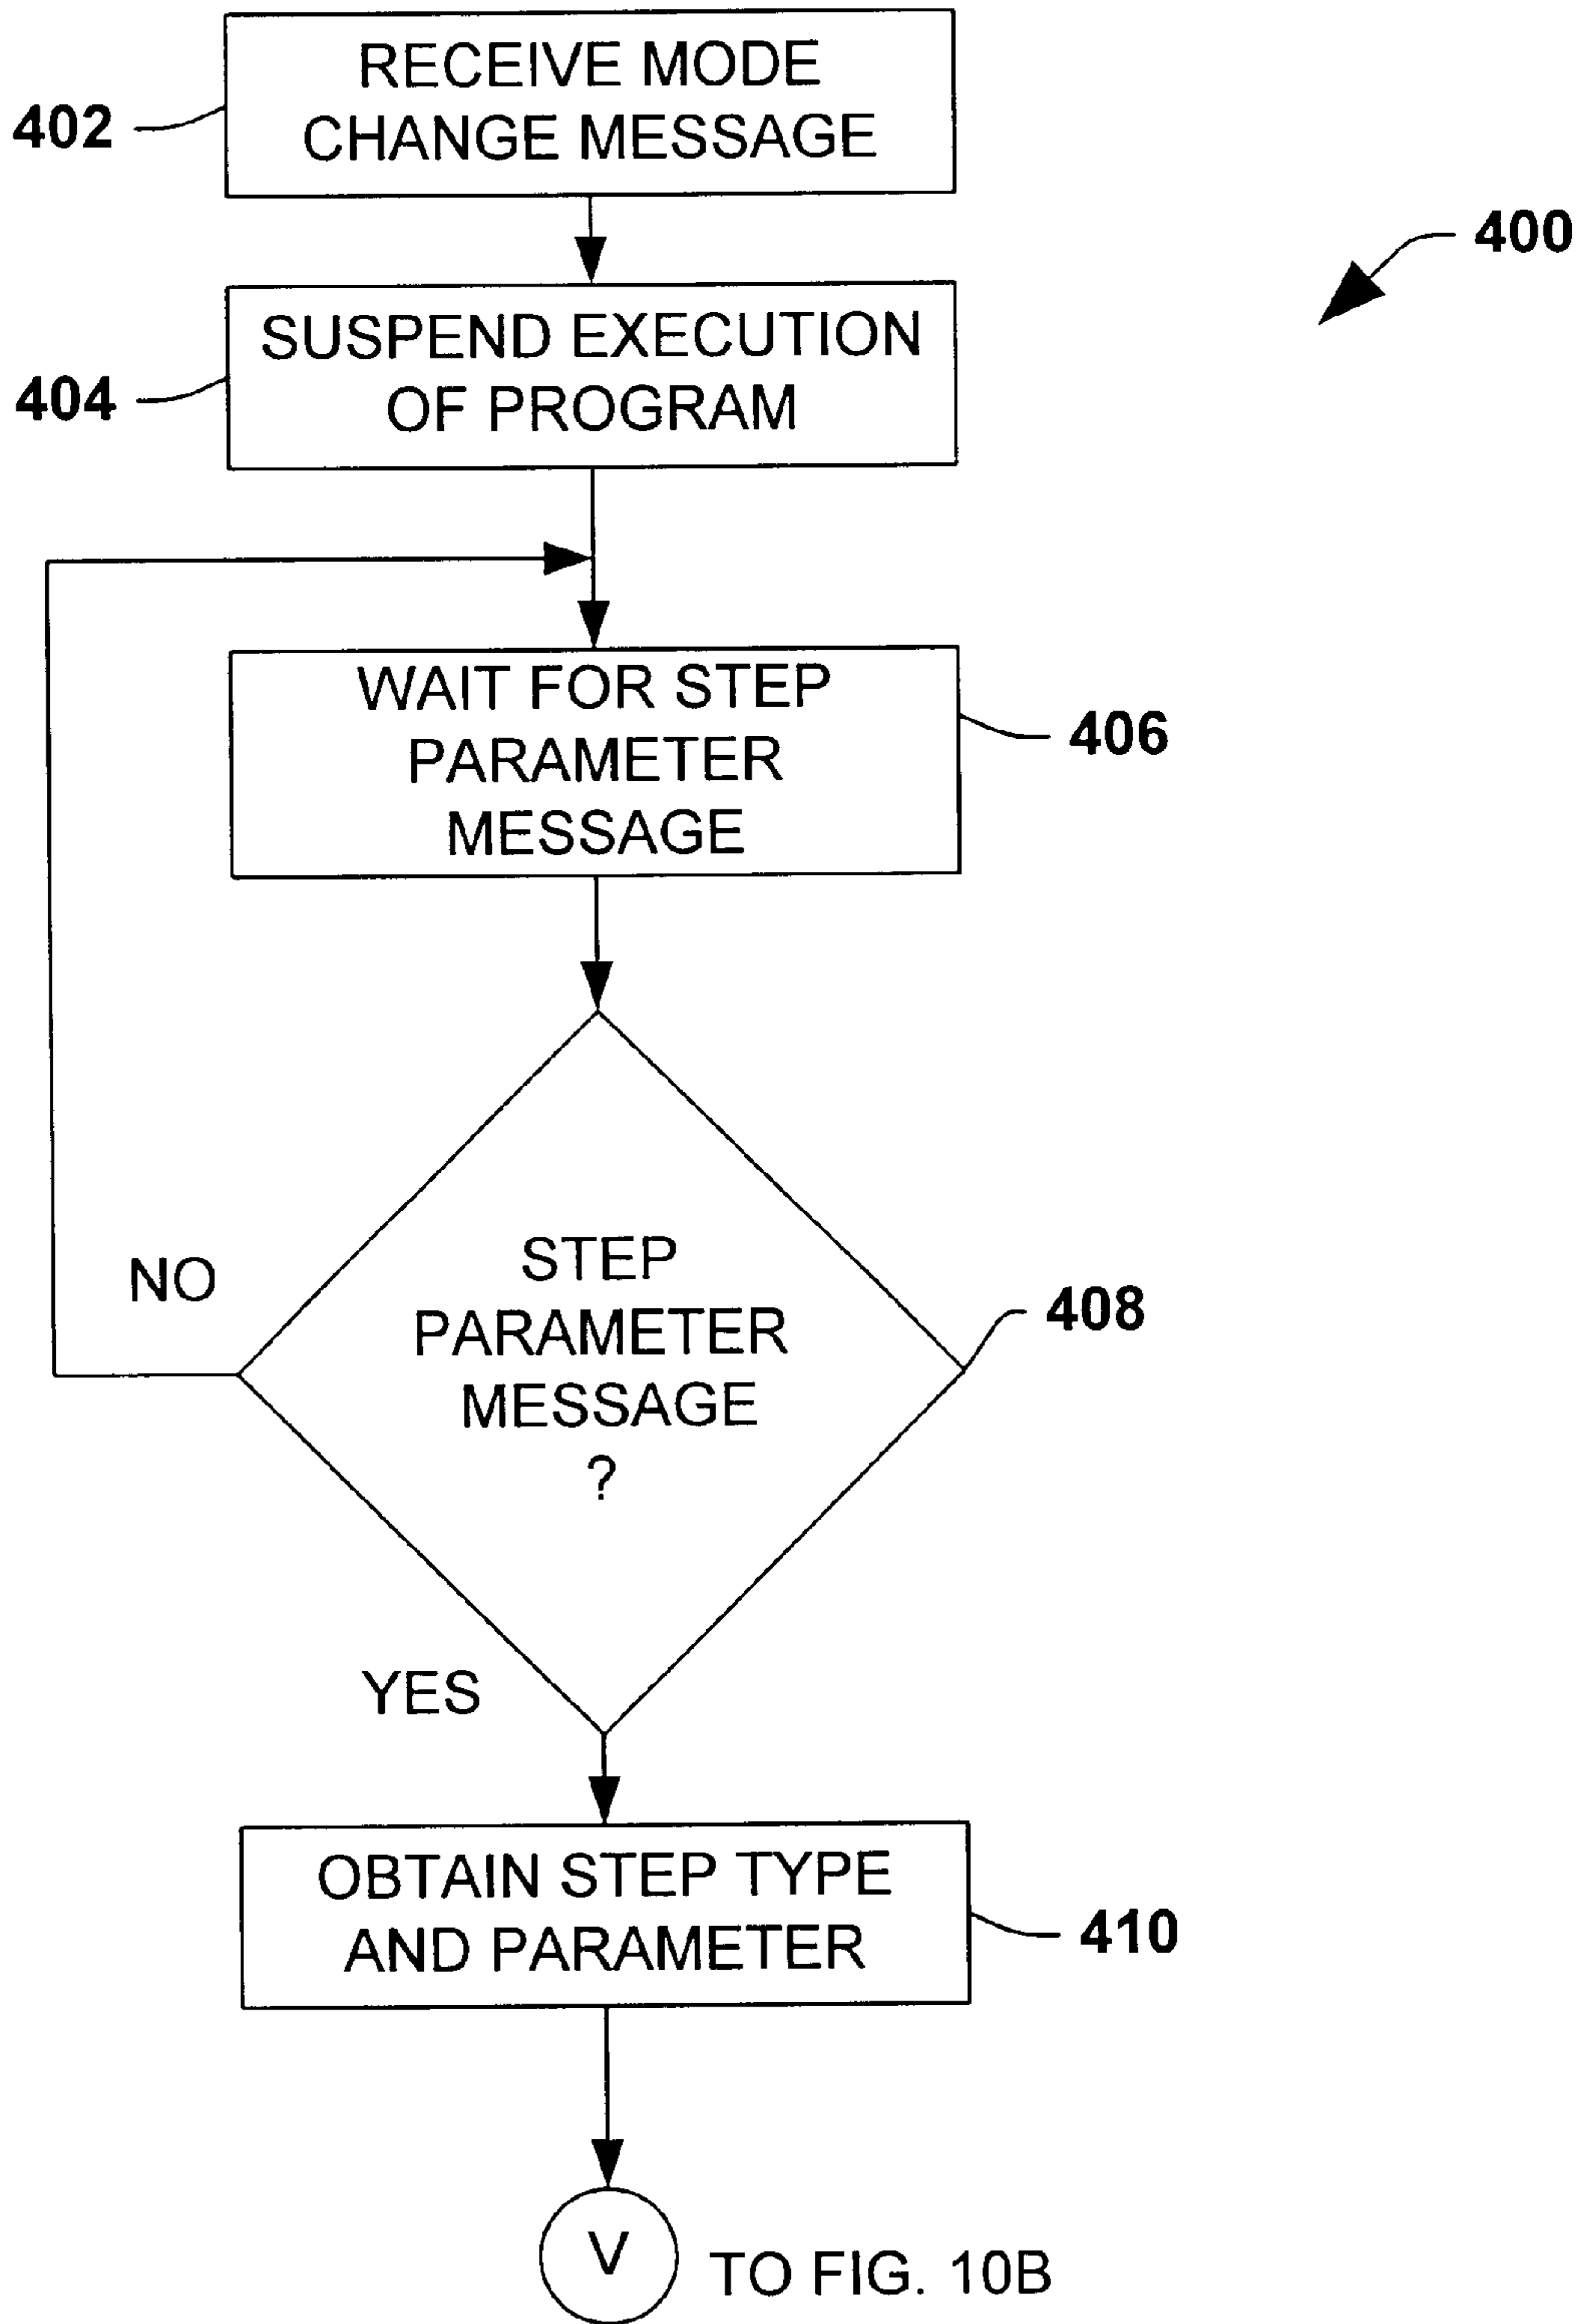 RECEIVE MODE
CHANGE MESSAGE
402
400
SUSPEND EXECUTION
OF PROGRAM
404
WAIT FOR STEP
PARAMETER
MESSAGE
406
STEP
PARAMETER
MESSAGE
?
NO
408
YES
OBTAIN STEP TYPE
AND PARAMETER
410
V
TO FIG. 10B